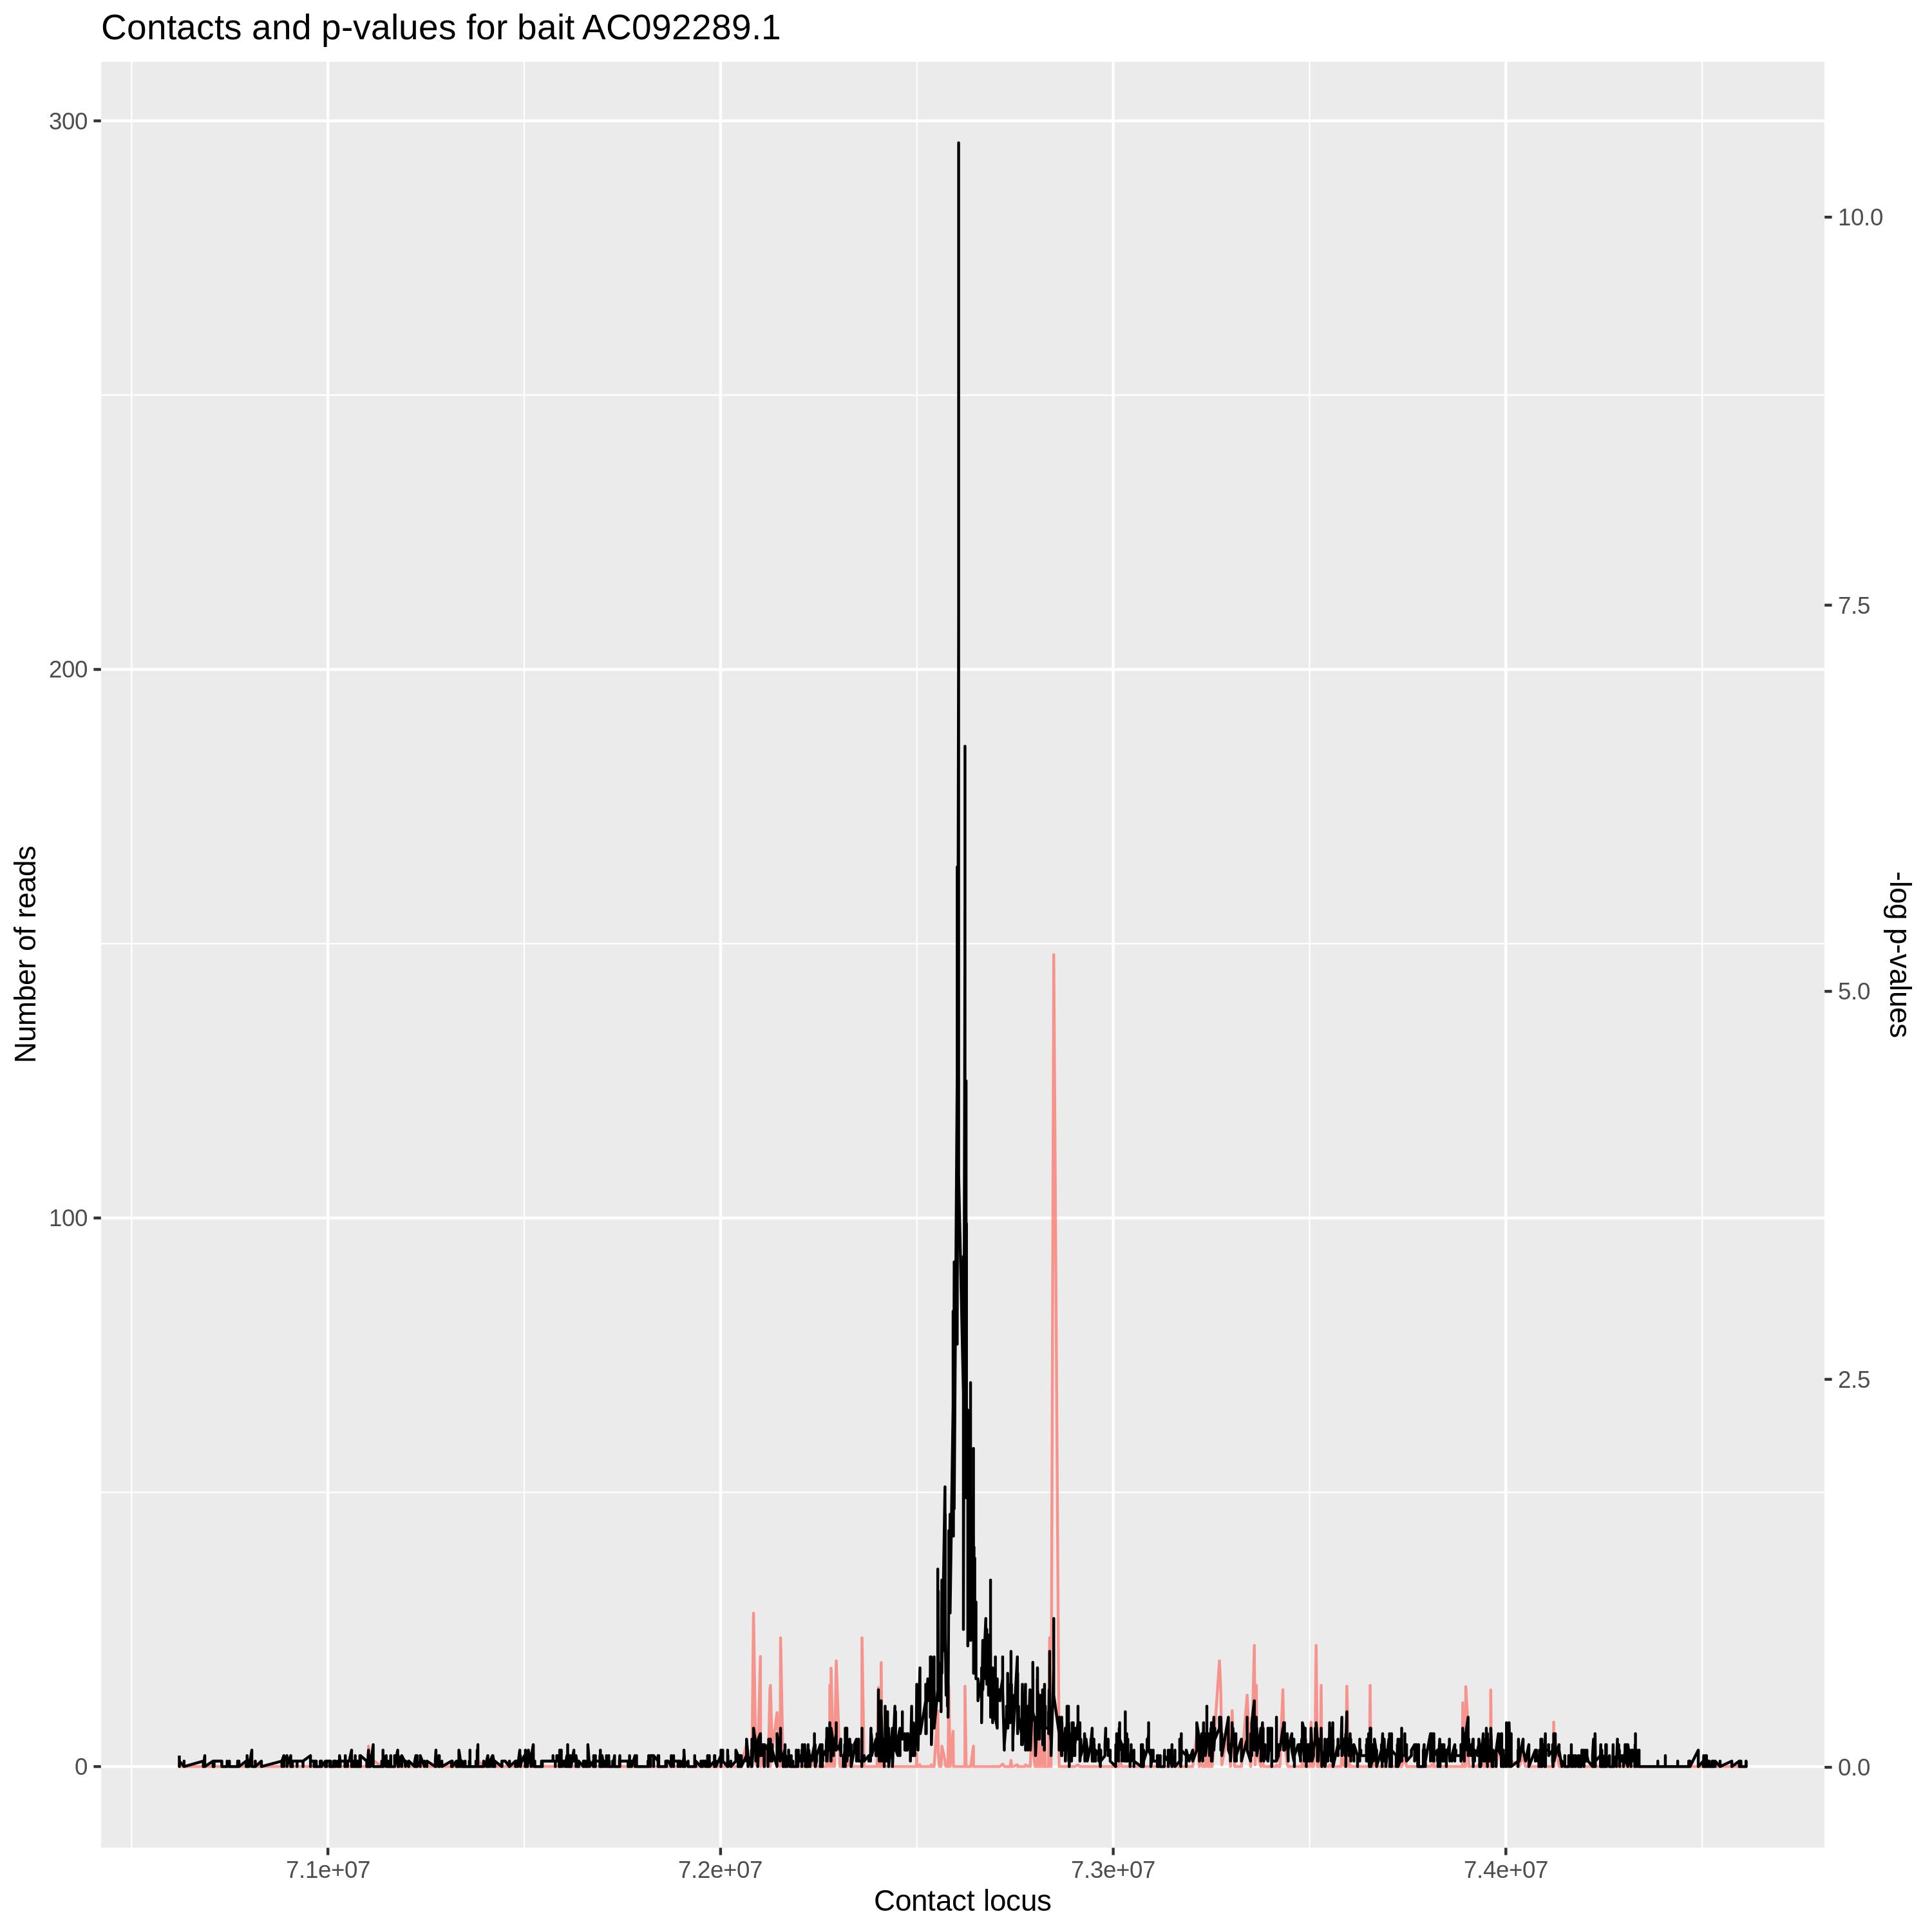 Contacts and p-values for bait AC092289.1
300
200
100
0
10.0
7.5
5.0
2.5
0.0
Number of reads
-log p-values
7.1e+07 7.2e+07 7.3e+07 7.4e+07
Contact locus